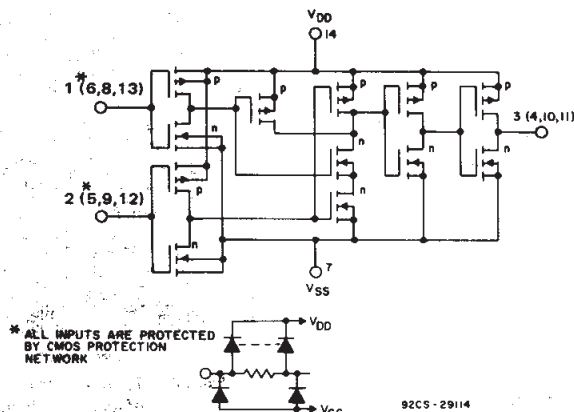 VDD
14
*
1 (6,8,13)
p
p
p
p
p
3 (4,10,11)
n
n
n
n
*
2 (5,9,12)
p
n
n
7
VSS
* ALL INPUTS ARE PROTECTED
BY CMOS PROTECTION
NETWORK
VDD
VSS
92CS-29114